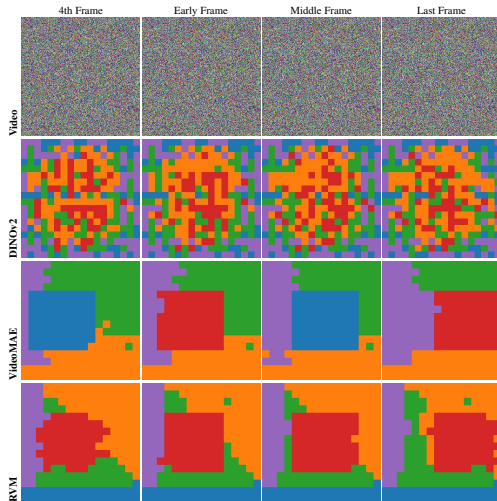 4th Frame Early Frame Middle Frame Last Frame
Video
DINOv2
VideoMAE
RVM